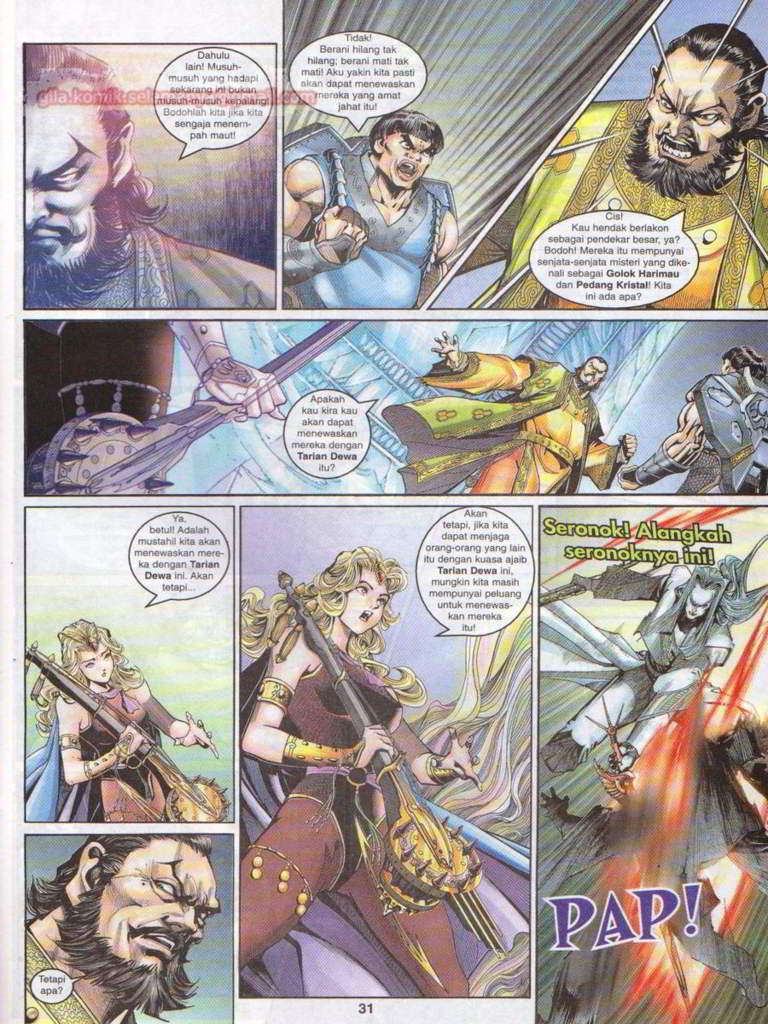 Dahulu
lain! Musuh-
musuh yang hadapi
sekarang ini bukan
musuh-musuh kepalang!
Bodohlah kita jika kita
sengaja menem-
pah maut!
Tidak!
Berani hilang tak
hilang; berani mati tak
mati! Aku yakin kita pasti
akan dapat menewaskan
mereka yang amat
jahat itu!
Cis!
Kau hendak berlakon
sebagai pendekar besar, ya?
Bodoh! Mereka itu mempunyai
senjata-senjata misteri yang dike-
nali sebagai Golok Harimau
dan Pedang Kristal! Kita
ini ada apa?
Apakah
kau kira kau
akan dapat
menewaskan
mereka dengan
Tarian Dewa
itu?
Ya,
betul! Adalah
mustahil kita akan
menewaskan mere-
ka dengan Tarian
Dewa ini. Akan
tetapi...
Tetapi
apa?
Akan
tetapi, jika kita
dapat menjaga
orang-orang yang lain
itu dengan kuasa ajaib
Tarian Dewa ini,
mungkin kita masih
mempunyai peluang
untuk menewas-
kan mereka
itu!
Seronok! Alangkah
seronoknya ini!
PAP!
31